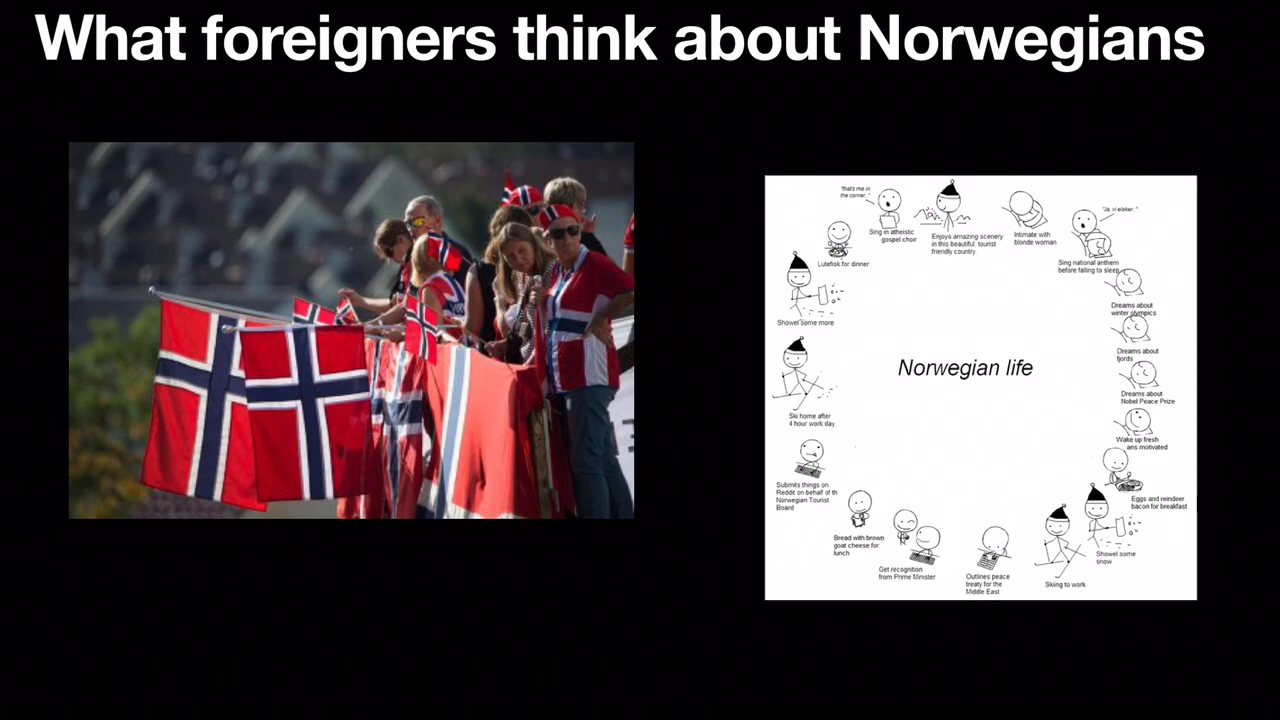 What foreigners think about Norwegians
"that's me in
the corner.."
Sing in atheistic
gospel choir
Enjoys amazing scenery
in this beautiful, tourist
friendly country.
Intimate with
blonde woman
"Ja, vi elsker.."
Sing national anthem
before falling to sleep
Dreams about
winter olympics
Dreams about
fjords
Dreams about
Nobel Peace Prize
Wake up fresh
ans motivated
Eggs and reindeer
bacon for breakfast
Showel some
snow
Skiing to work
Outlines peace
treaty for the
Middle East
Get recognition
from Prime Minister
Bread with brown
goat cheese for
lunch
Submits things on
Reddit on behalf of th
Norwegian Tourist
Board
Ski home after
4 hour work day.
Showel some more
Lutefisk for dinner
Norwegian life